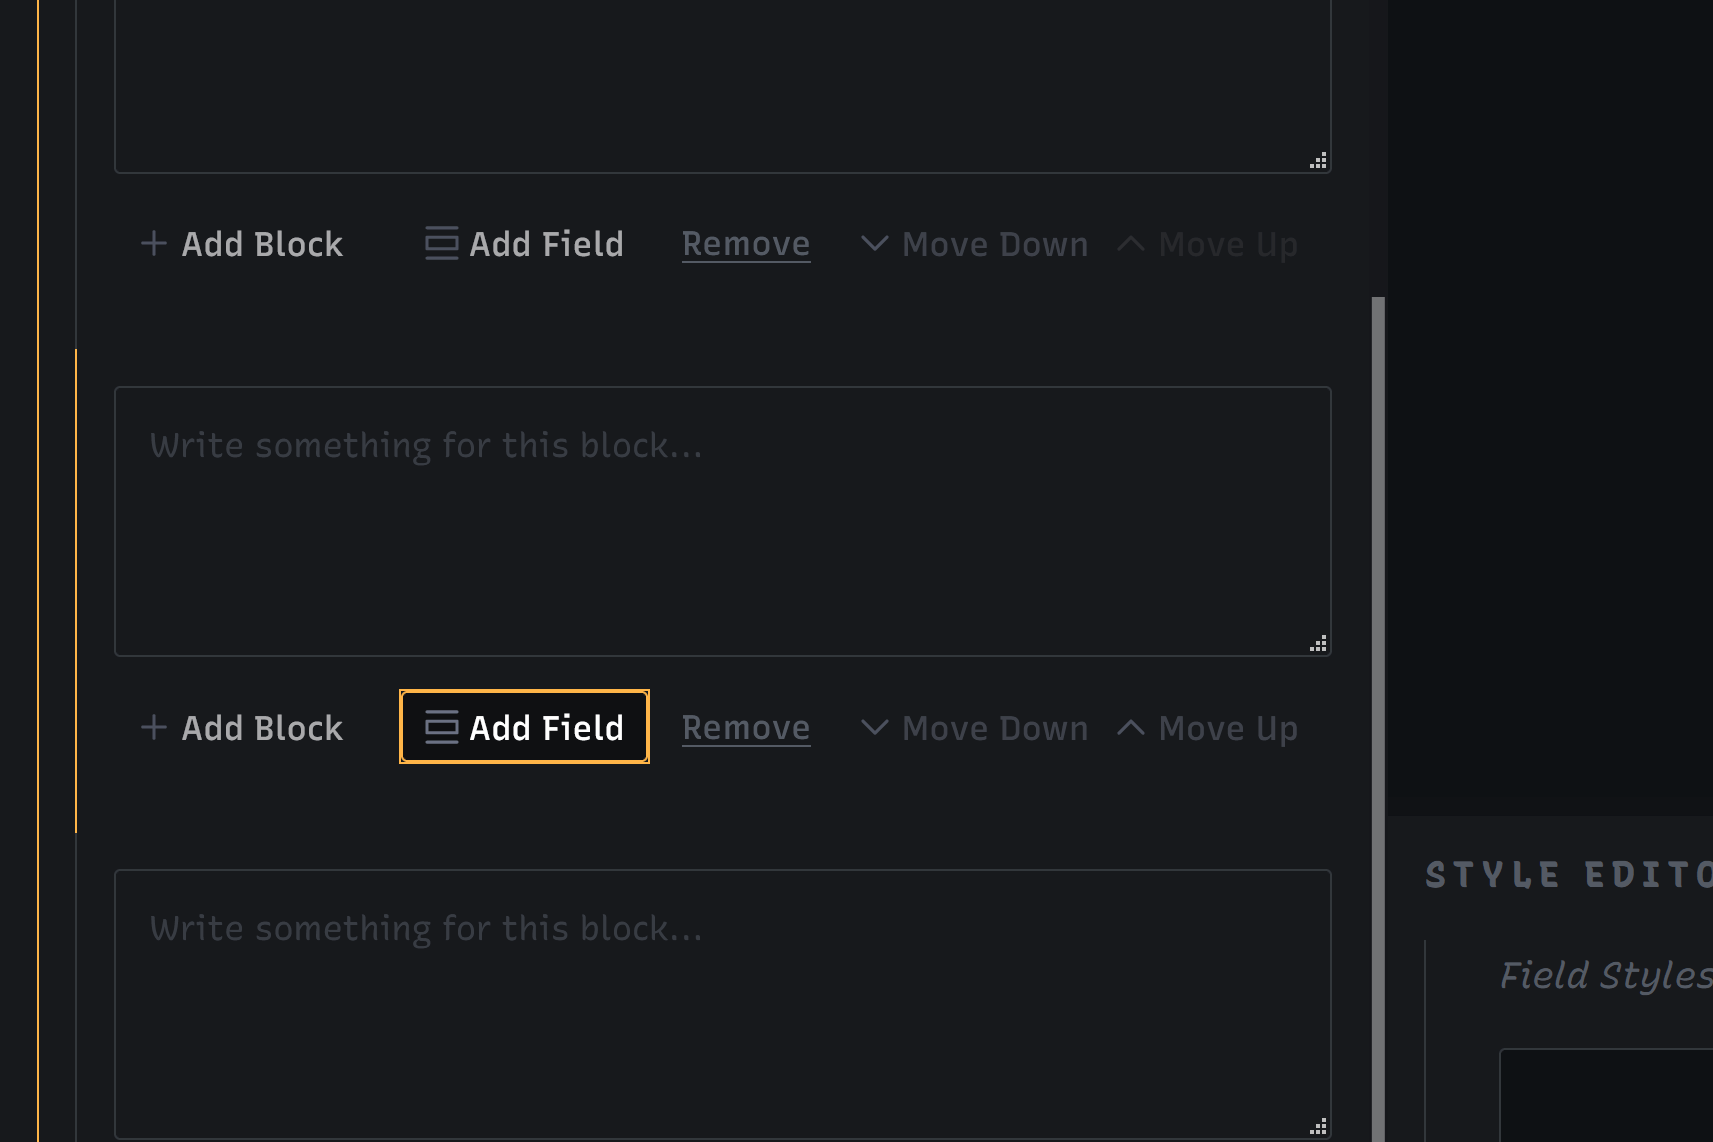 Add Block Add Field Remove Move Down Move Up
Write something for this block...
Add Block Add Field Remove Move Down Move Up
Write something for this block...
STYLE EDITO
Field Styles